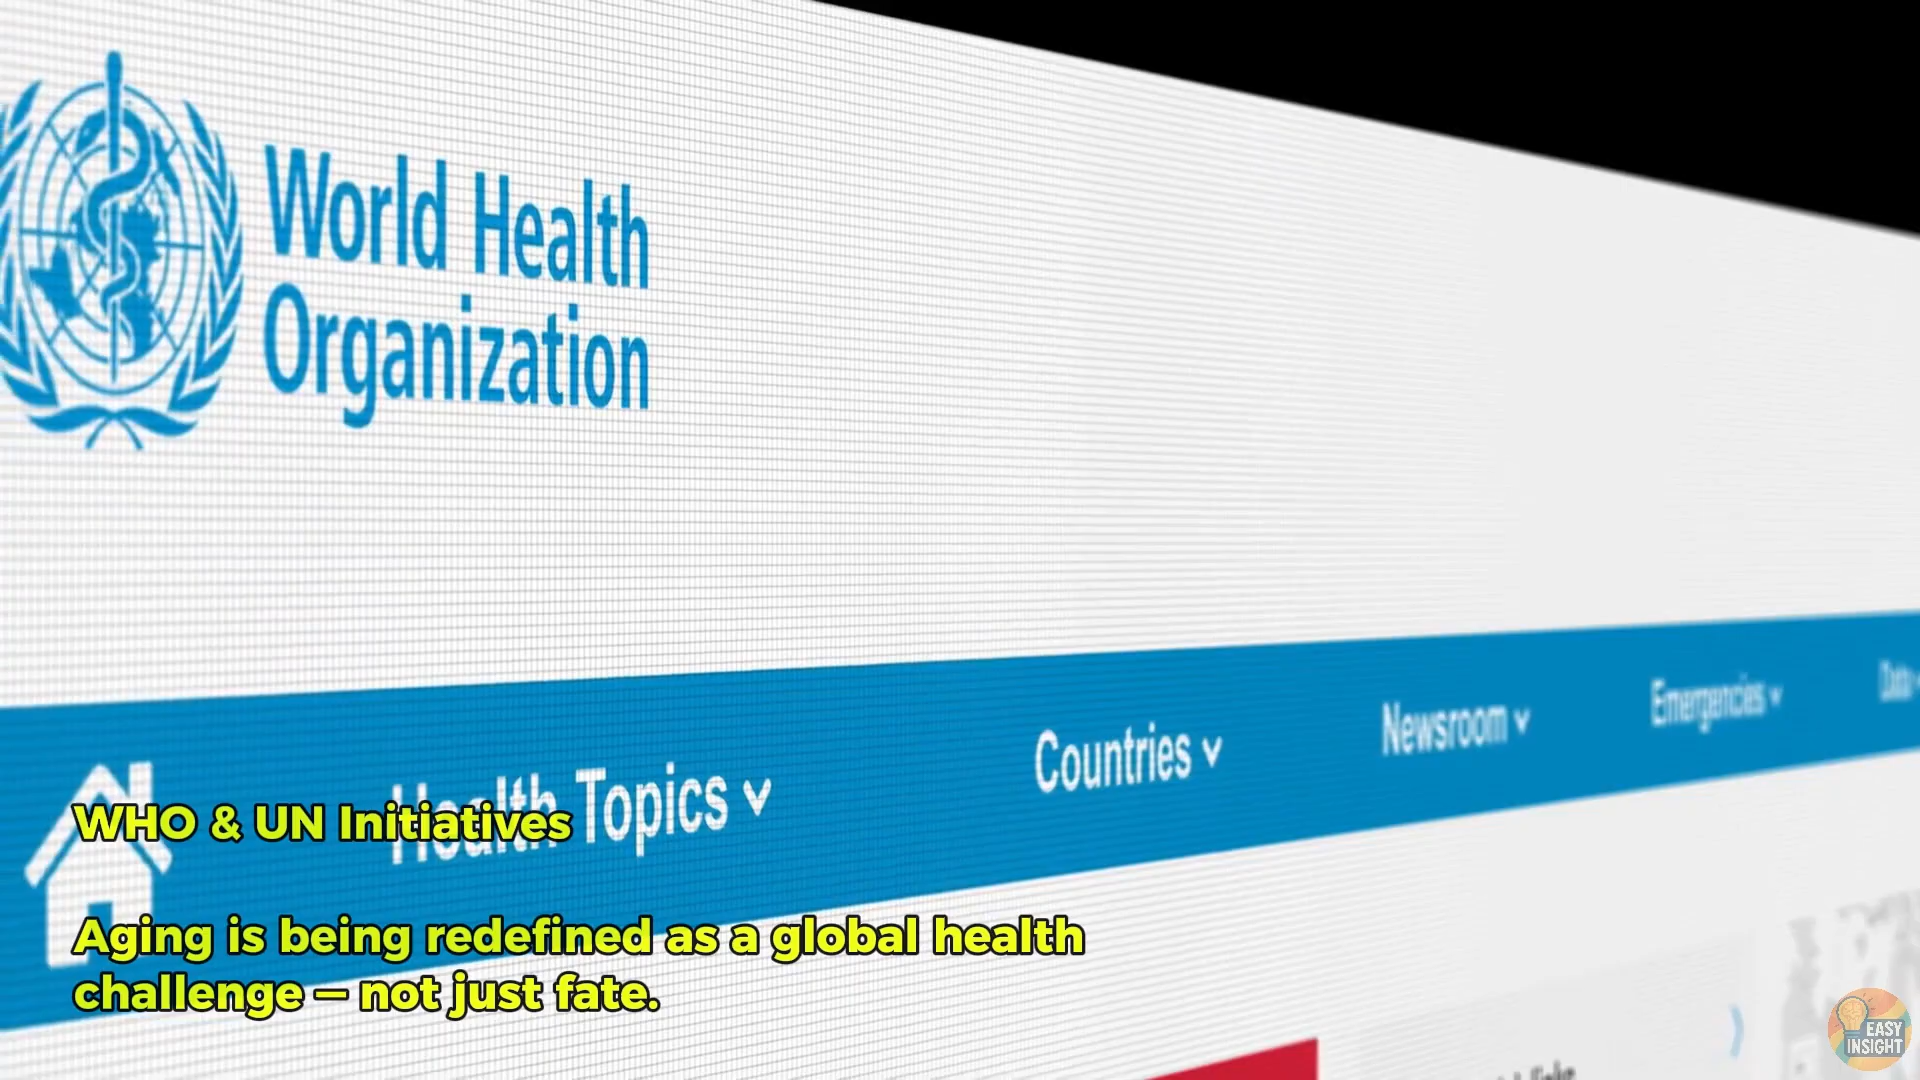 World Health
Organization
Health Topics
Countries
Newsroom
Emergencies
WHO & UN Initiatives
Aging is being redefined as a global health
challenge – not just fate.
EASY
INSIGHT